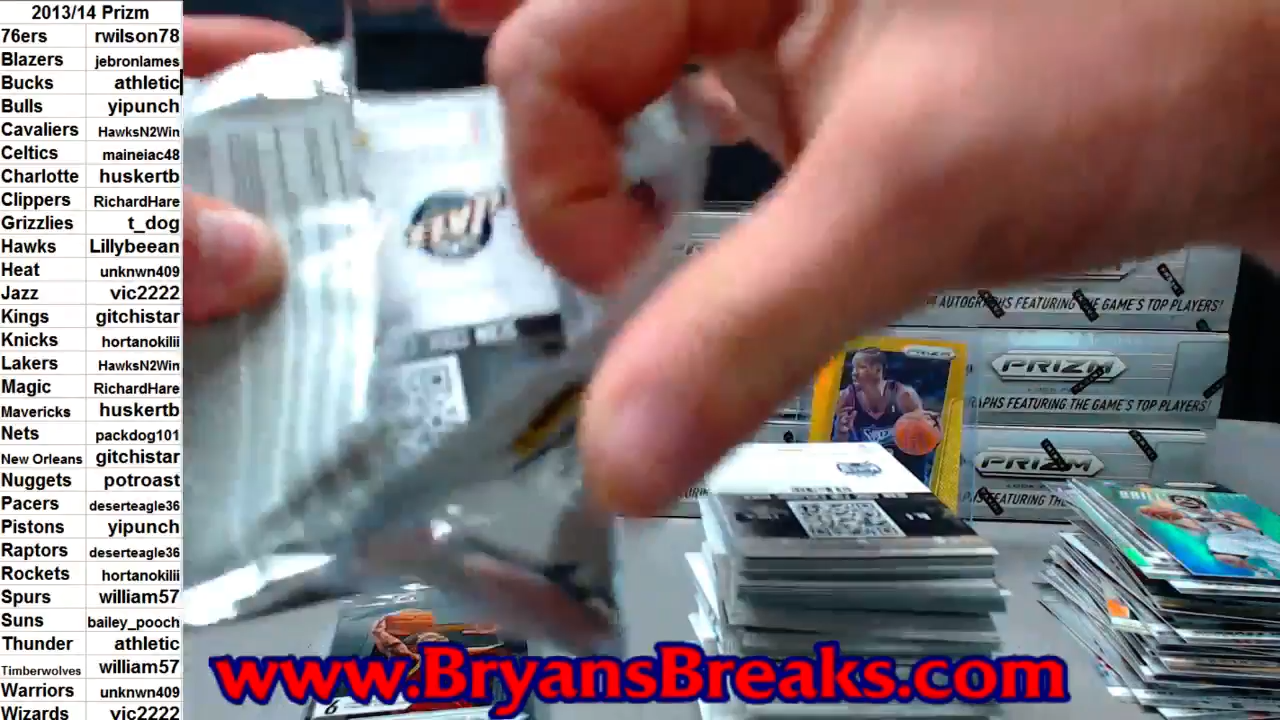 2013/14 Prizm
76ers rwilson78
Blazers jebronlames
Bucks athletic
Bulls yipunch
Cavaliers HawksN2Win
Celtics maineiac48
Charlotte huskertb
Clippers RichardHare
Grizzlies t_dog
Hawks Lillybeean
Heat unknwn409
Jazz vic2222
Kings gitchistar
Knicks hortanokilii
Lakers HawksN2Win
Magic RichardHare
Mavericks huskertb
Nets packdog101
New Orleans gitchistar
Nuggets potroast
Pacers deserteagle36
Pistons yipunch
Raptors deserteagle36
Rockets hortanokilii
Spurs william57
Suns bailey_pooch
Thunder athletic
Timberwolves william57
Warriors unknwn409
Wizards vic2222
AUTOGRAPHS FEATURING THE GAME'S TOP PLAYERS!
PRIZM
PRIZM
APHS FEATURING THE GAME'S TOP PLAYERS!
PRIZM
FEATURING THE
www.BryansBreaks.com